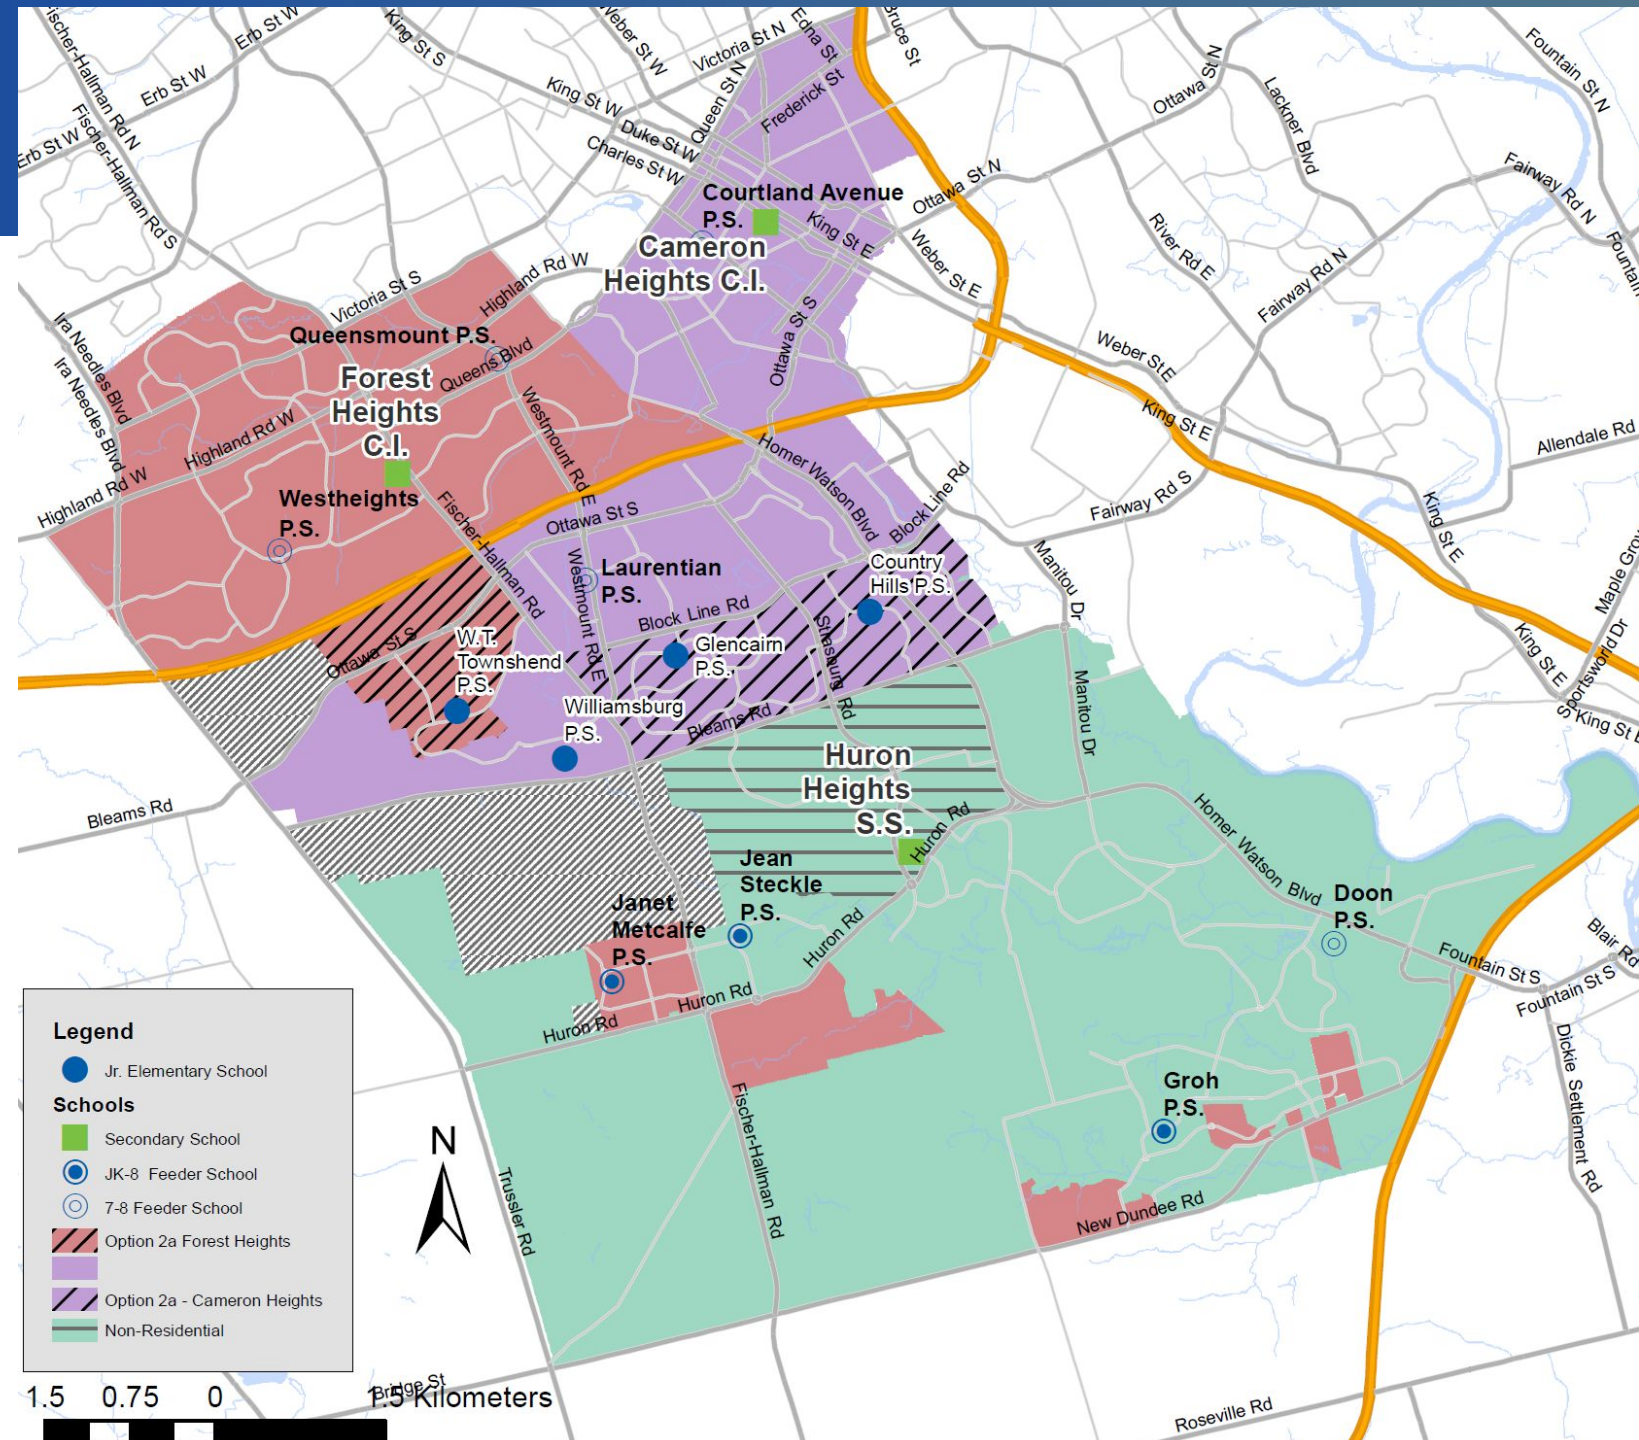 Fischer-Hallman Rd N
Erb St W
King St S
Weber St W
Victoria St N
Edna St
Bruce St
Fountain St N
Erb St W
Fischer-Hallman Rd S
Erb St W
King St W
Duke St W
Charles St W
Queen St N
Frederick St
Ottawa St N
Lackner Blvd
Fairway Rd N
Courtland Avenue
P.S.
Ottawa St N
King St E
Weber St E
River Rd E
Fairway Rd N
Cameron
Heights C.I.
Victoria St S
Highland Rd W
Ira Needles Blvd
Ira Needles Blvd
Queensmount P.S.
Queens Blvd
Ottawa St S
Weber St E
King St E
Allendale Rd
Forest
Heights
C.I.
Highland Rd W
Highland Rd W
Westmount Rd E
Homer Watson Blvd
Block Line Rd
Fairway Rd S
King St E
Westheights
P.S.
Fischer-Hallman Rd
Ottawa St S
Westmount Rd E
Laurentian
P.S.
Block Line Rd
Country
Hills P.S.
Manitou Dr
Strasburg Rd
Glencairn
P.S.
W.T.
Townshend
P.S.
Ottawa St S
Williamsburg
P.S.
Bleams Rd
Manitou Dr
King St E
Sportsworld Dr
King St E
Bleams Rd
Huron
Heights
S.S.
Huron Rd
Homer Watson Blvd
Jean
Steckle
P.S.
Janet
Metcalfe
P.S.
Huron Rd
Huron Rd
Huron Rd
Doon
P.S.
Fountain St S
Fountain St S
Blair Rd
Dickie Settlement Rd
Groh
P.S.
New Dundee Rd
Fischer-Hallman Rd
Trussler Rd
Bridge St
Roseville Rd
N
Legend
Jr. Elementary School
Schools
Secondary School
JK-8 Feeder School
7-8 Feeder School
Option 2a Forest Heights
Option 2a - Cameron Heights
Non-Residential
1.5 0.75 0 1.5 Kilometers